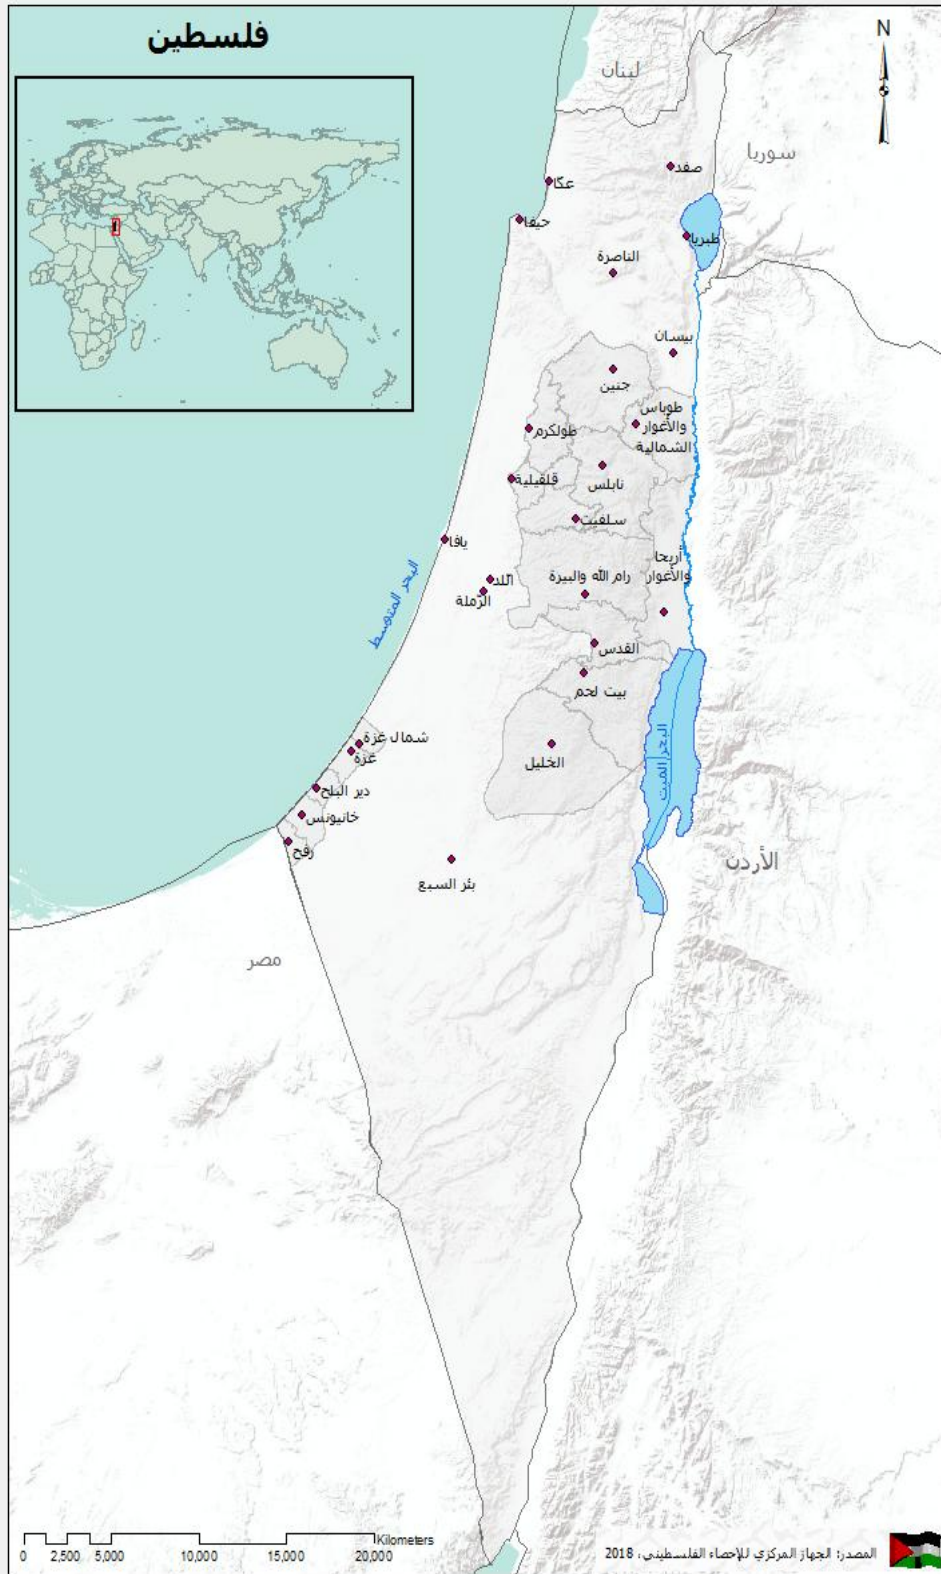 فلسطين
N
لبنان
سوريا
صفد
عكّا
حيفا
طبريا
الناصرة
بيسان
جنين
طوباس
والأغوار
الشمالية
طولكرم
نابلس
قلقيلية
سلفيت
يافا
أريحا
والأغوار
رام الله والبيرة
اللد
الرّملة
البحر المتوسط
القدس
بيت لحم
شمال غزة
غزة
الخليل
البحر الميت
دير البلح
خانيونس
رفح
بئر السبع
الأردن
مصر
Kilometers
0 2,500 5,000 10,000 15,000 20,000
المصدر: الجهاز المركزي للإحصاء الفلسطيني، 2018